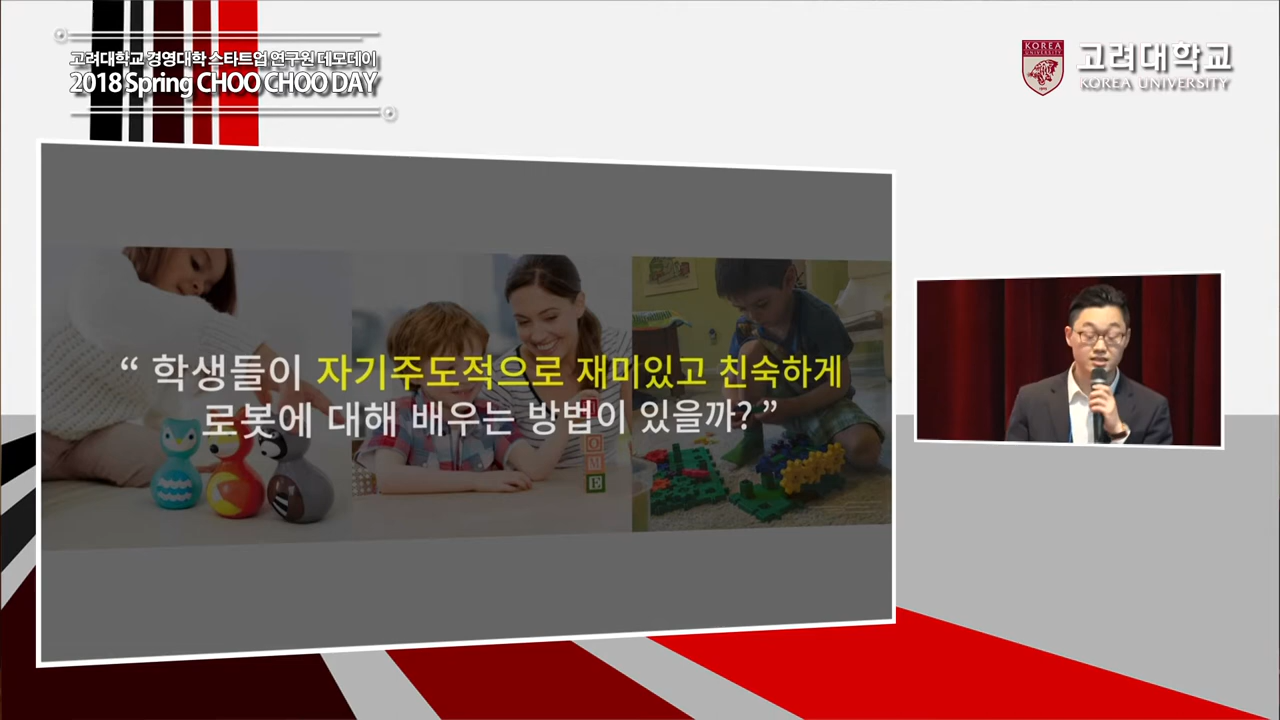 고려대학교 경영대학 스타트업 연구원 데모데이
2018 Spring CHOO CHOO DAY
KOREA
UNIVERSITY
1905
고려대학교
KOREA UNIVERSITY
“ 학생들이 자기주도적으로 재미있고 친숙하게
로봇에 대해 배우는 방법이 있을까? ”
O
M
E